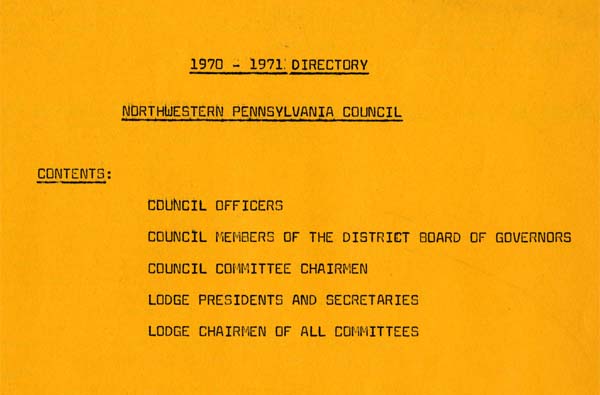 1970 - 1971 DIRECTORY
NORTHWESTERN PENNSYLVANIA COUNCIL
CONTENTS:
COUNCIL OFFICERS
COUNCIL MEMBERS OF THE DISTRICT BOARD OF GOVERNORS
COUNCIL COMMITTEE CHAIRMEN
LODGE PRESIDENTS AND SECRETARIES
LODGE CHAIRMEN OF ALL COMMITTEES